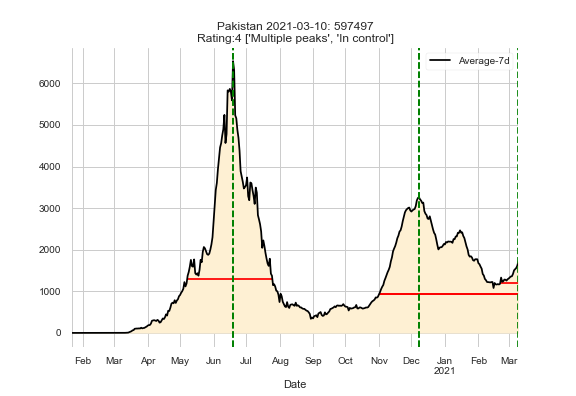 Pakistan 2021-03-10: 597497
Rating:4 ['Multiple peaks', 'In control']
Average-7d
6000
5000
4000
3000
2000
1000
0
Feb Mar Apr May Jun Jul Aug Sep Oct Nov Dec Jan Feb Mar
2021
Date